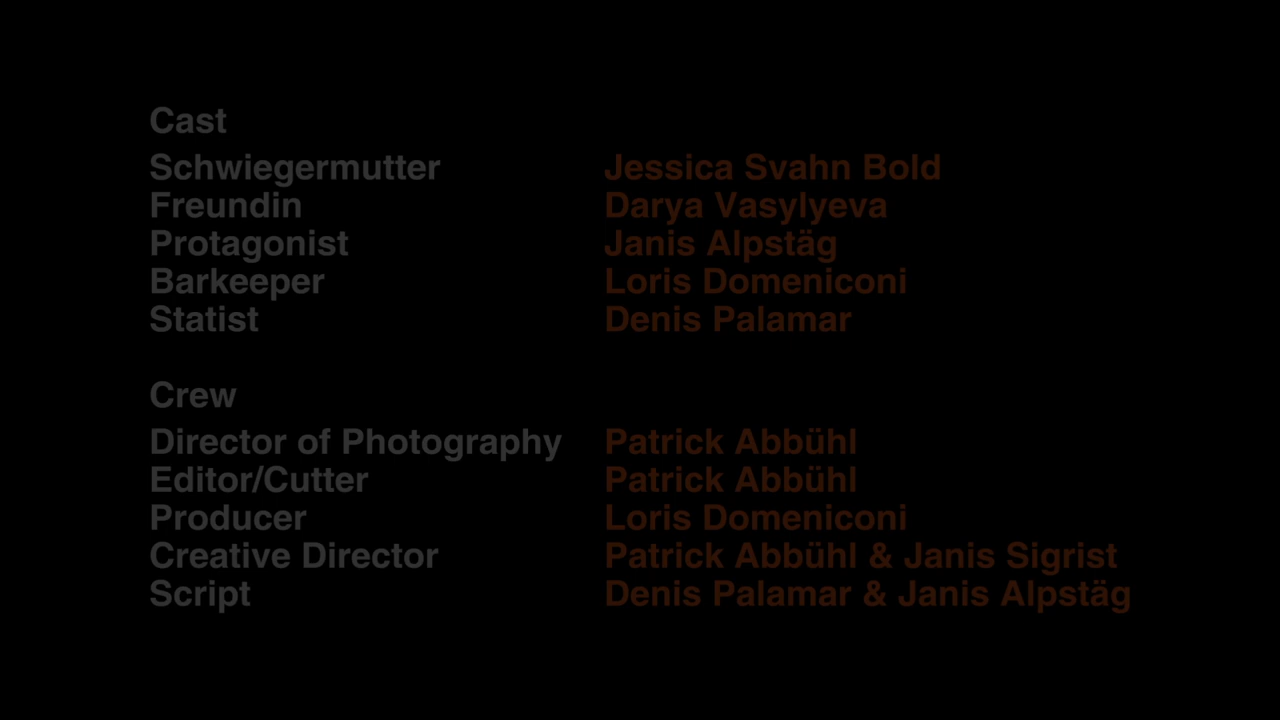 Cast
Schwiegermutter Jessica Svahn Bold
Freundin Darya Vasylyeva
Protagonist Janis Alpstäg
Barkeeper Loris Domeniconi
Statist Denis Palamar
Crew
Director of Photography Patrick Abbühl
Editor/Cutter Patrick Abbühl
Producer Loris Domeniconi
Creative Director Patrick Abbühl & Janis Sigrist
Script Denis Palamar & Janis Alpstäg